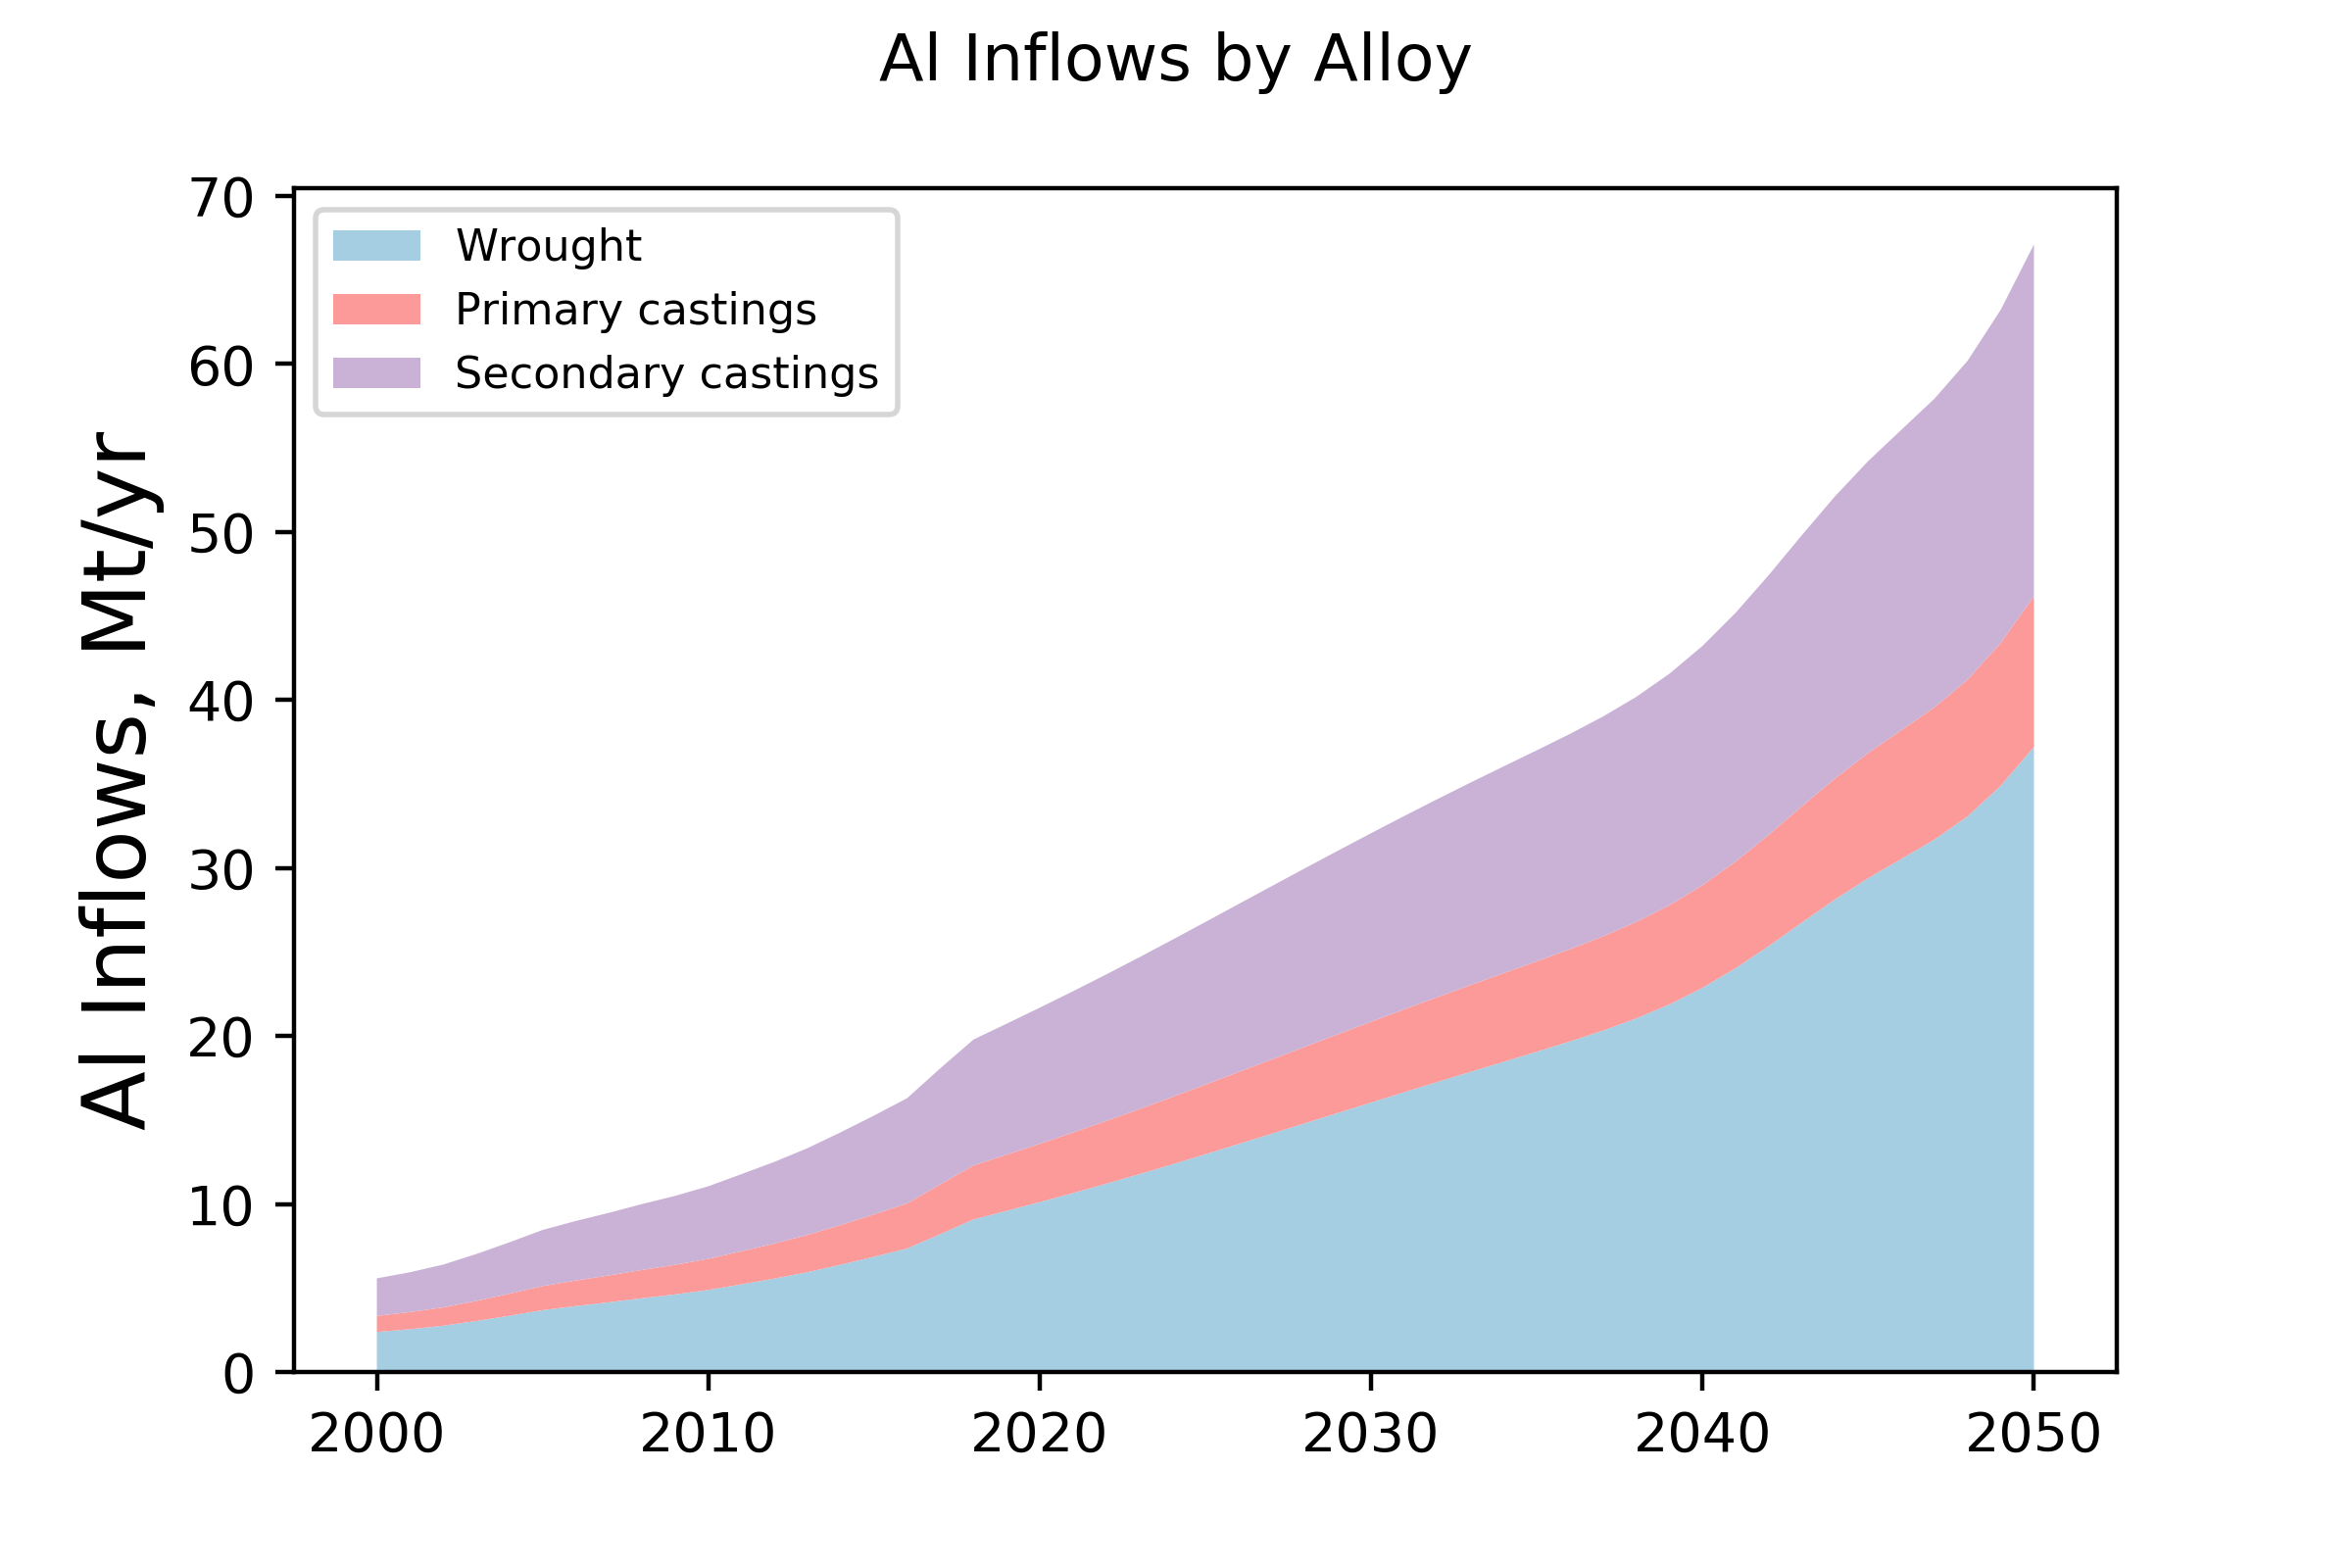 Al Inflows by Alloy
Al Inflows, Mt/yr
70
60
50
40
30
20
10
0
Wrought
Primary castings
Secondary castings
2000 2010 2020 2030 2040 2050